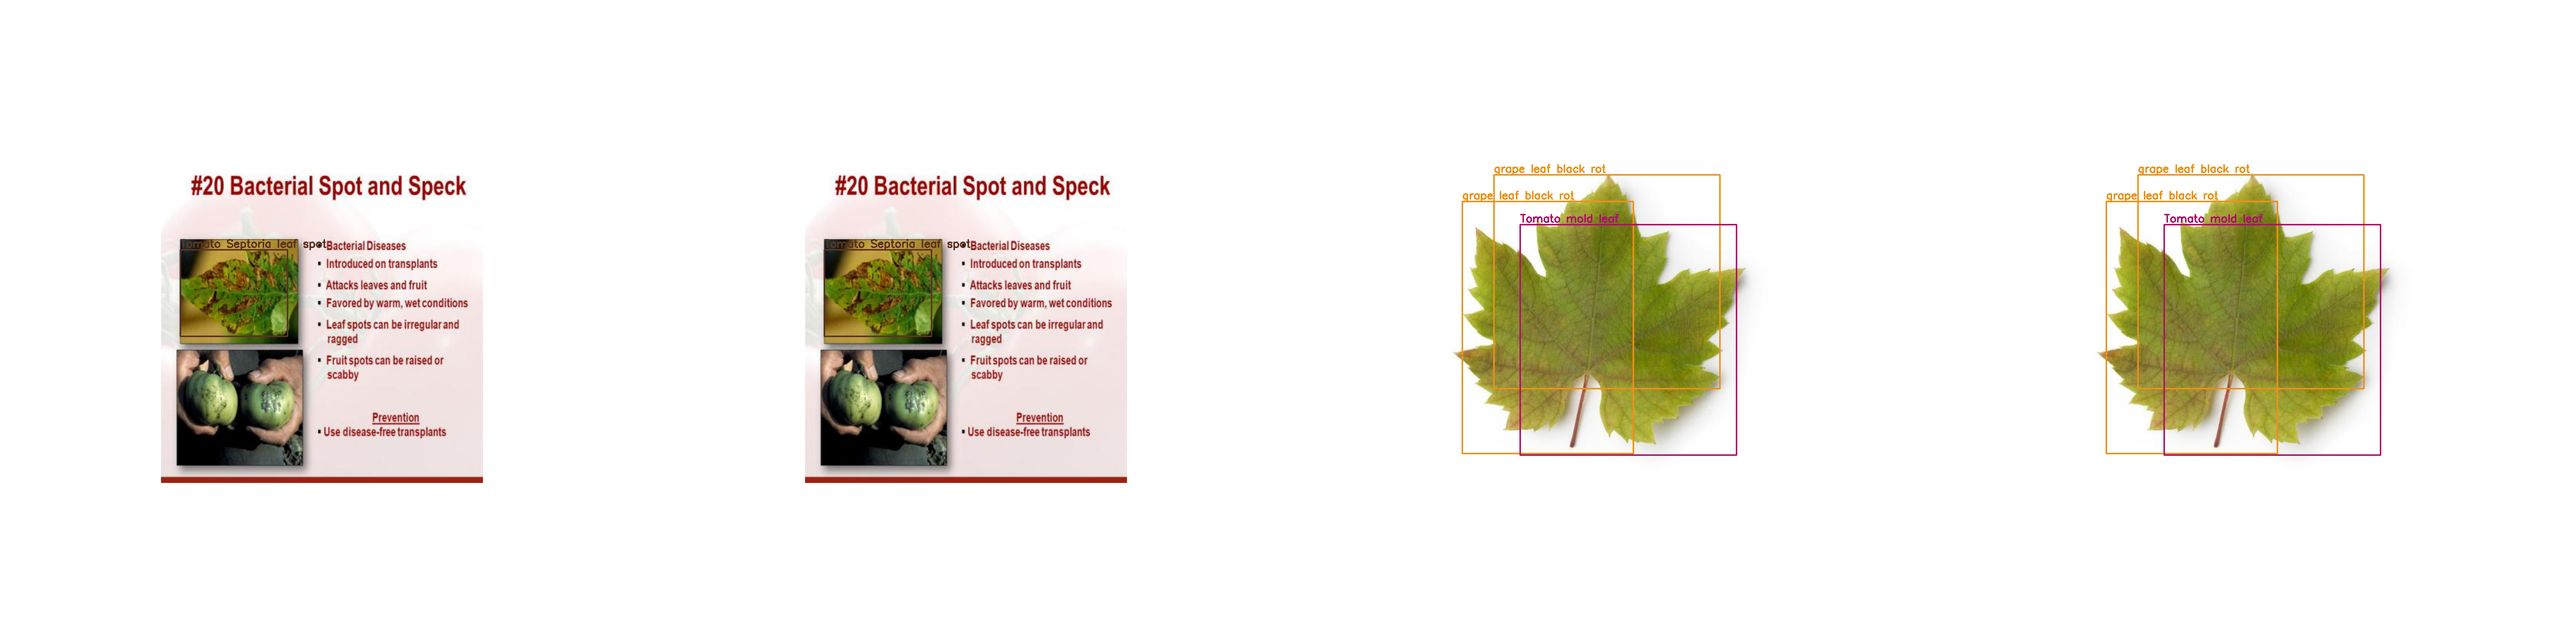 #20 Bacterial Spot and Speck
Tomato Septoria leaf spot
Bacterial Diseases
Introduced on transplants
Attacks leaves and fruit
Favored by warm, wet conditions
Leaf spots can be irregular and
ragged
Fruit spots can be raised or
scabby
Prevention
Use disease-free transplants
#20 Bacterial Spot and Speck
Tomato Septoria leaf spot
Bacterial Diseases
Introduced on transplants
Attacks leaves and fruit
Favored by warm, wet conditions
Leaf spots can be irregular and
ragged
Fruit spots can be raised or
scabby
Prevention
Use disease-free transplants
grape leaf black rot
grape leaf black rot
Tomato mold leaf
grape leaf black rot
grape leaf black rot
Tomato mold leaf